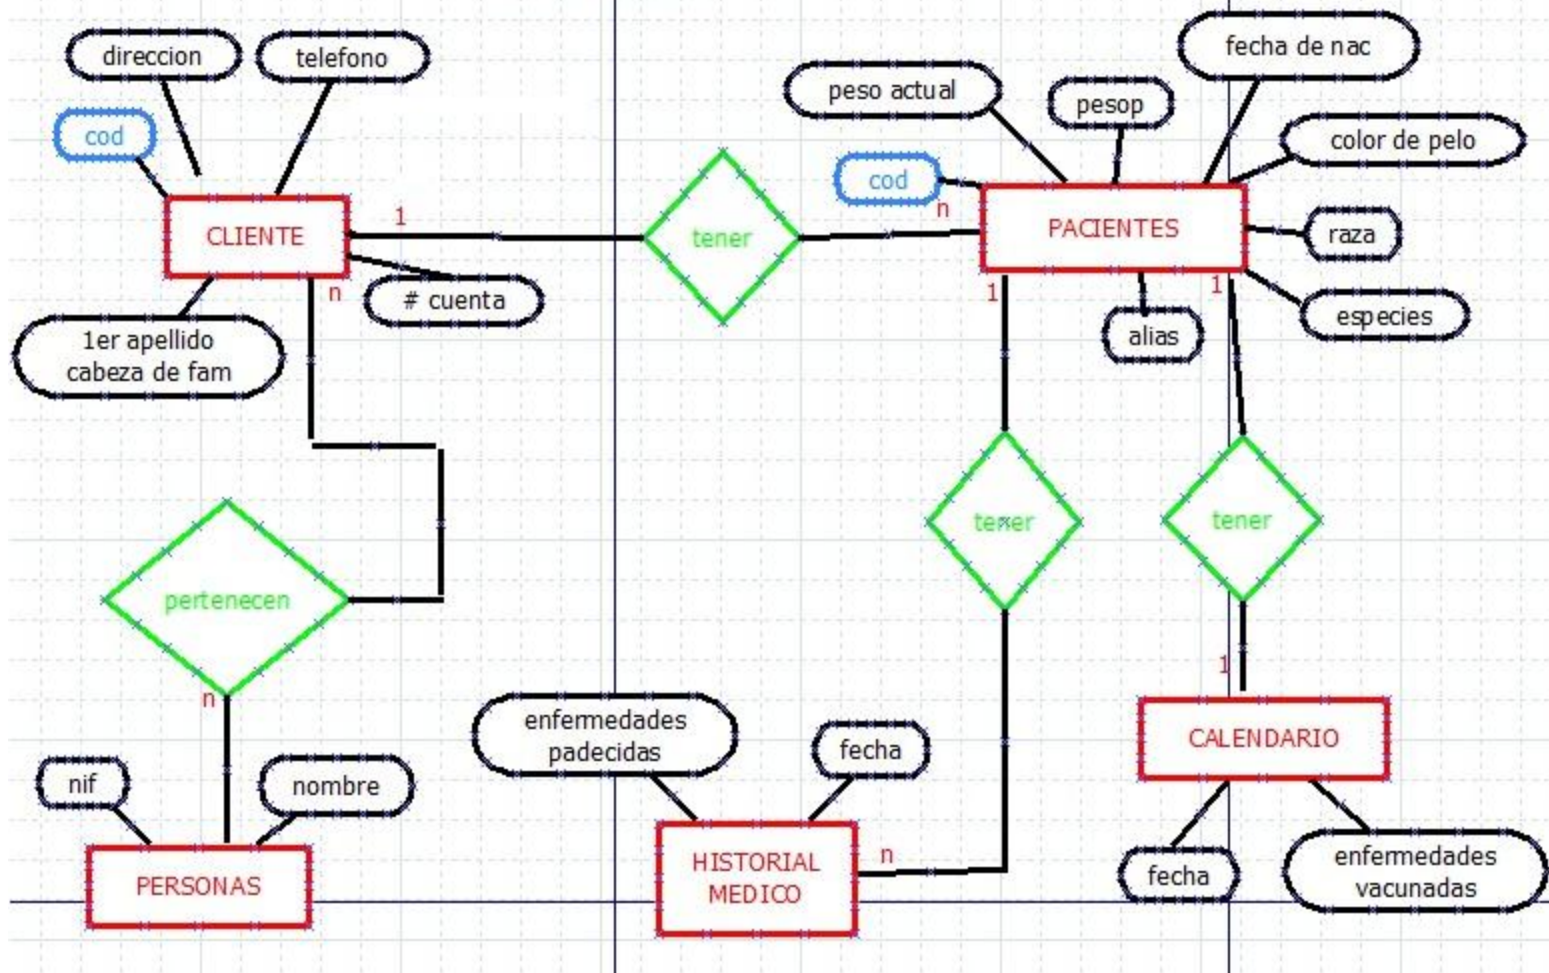 direccion
telefono
cod
CLIENTE
1
n
# cuenta
1er apellido
cabeza de fam
tener
peso actual
pesop
fecha de nac
color de pelo
cod
n
PACIENTES
raza
especies
alias
1
1
tener
tener
pertenecen
n
nif
nombre
PERSONAS
enfermedades
padecidas
fecha
HISTORIAL
MEDICO
n
1
CALENDARIO
fecha
enfermedades
vacunadas